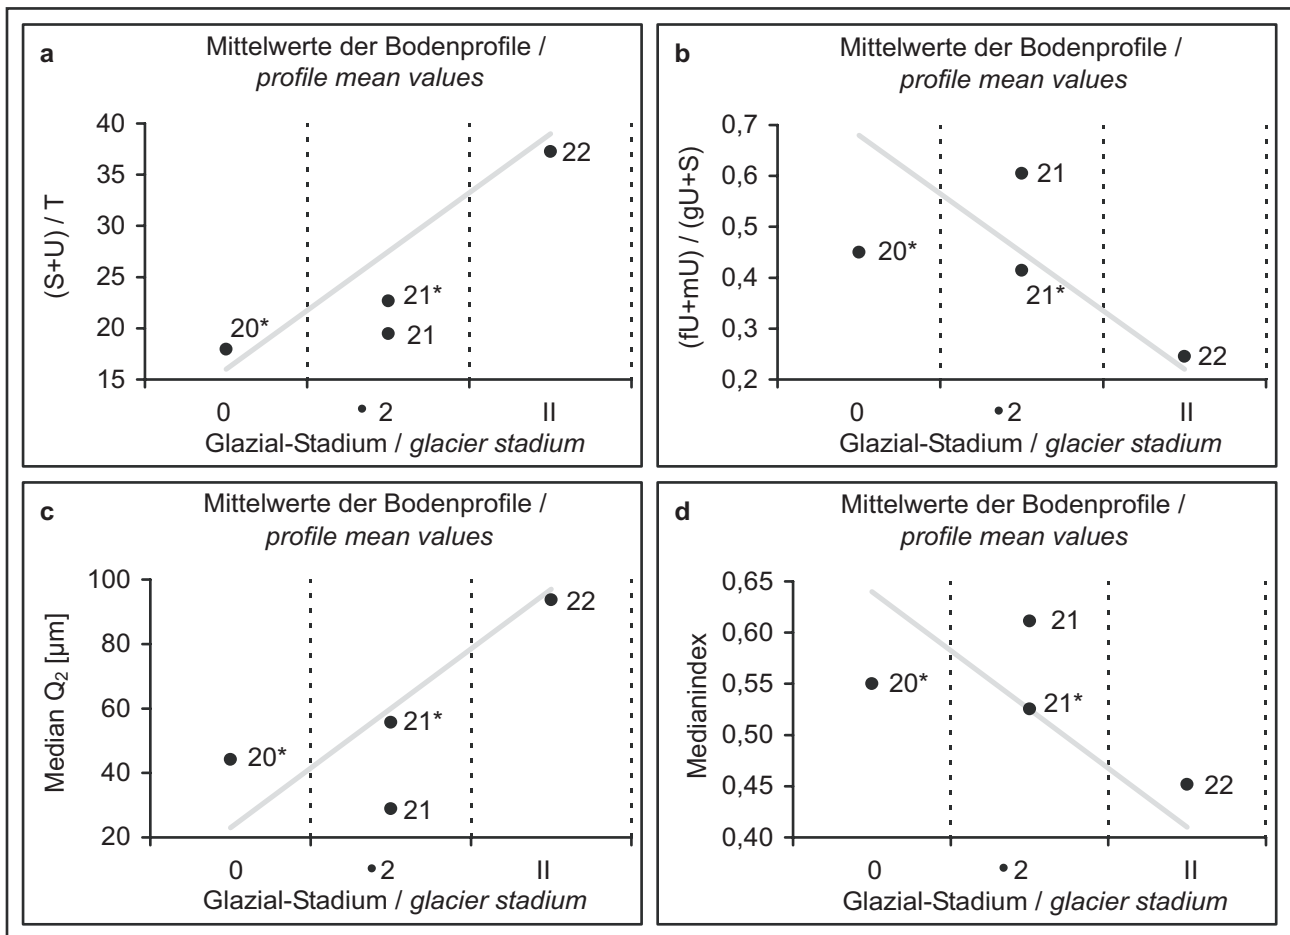 a
Mittelwerte der Bodenprofile /
profile mean values
(S+U) / T
40
35
30
25
20
15
20*
21*
21
22
0
• 2
II
Glazial-Stadium / glacier stadium
b
Mittelwerte der Bodenprofile /
profile mean values
(fU+mU) / (gU+S)
0,7
0,6
0,5
0,4
0,3
0,2
20*
21
21*
22
0
•2
II
Glazial-Stadium / glacier stadium
c
Mittelwerte der Bodenprofile /
profile mean values
Median Q₂ [µm]
100
80
60
40
20
20*
21*
21
22
0
•2
II
Glazial-Stadium / glacier stadium
d
Mittelwerte der Bodenprofile /
profile mean values
Medianindex
0,65
0,60
0,55
0,50
0,45
0,40
20*
21
21*
22
0
•2
II
Glazial-Stadium / glacier stadium